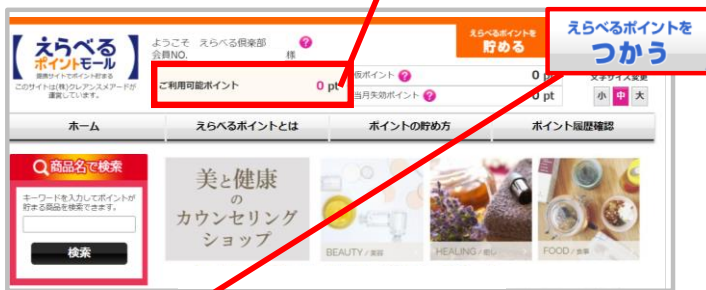 えらべる
ポイントモール
提携サイトでポイント貯まる
このサイトは(株)クレアンスメアードが
運営しています。
ようこそ えらべる倶楽部
会員NO. 様
えらべるポイントを
貯める
えらべるポイントを
つかう
ご利用可能ポイント 0 pt
仮ポイント 0 pt
当月失効ポイント 0 pt
文字サイズ変更
小 中 大
ホーム
えらべるポイントとは
ポイントの貯め方
ポイント履歴確認
商品名で検索
キーワードを入力してポイントが
貯まる商品を検索できます。
検索
美と健康
の
カウンセリング
ショップ
BEAUTY / 美容
HEALING / 癒し
FOOD / 食事